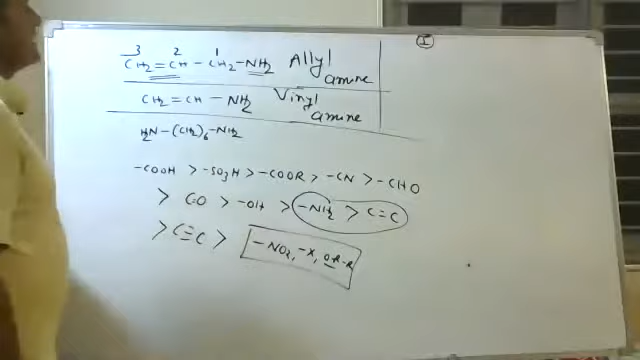 3 2 1
CH₂=CH-CH₂-NH₂ Allyl amine
CH₂=CH-NH₂ Vinyl amine
H₂N-(CH₂)₆-NH₂
-COOH > -SO₃H > -COOR > -CN > -CHO
> C=O > -OH > -NH₂ > C=C
> C≡C > -NO₂, -X,
I